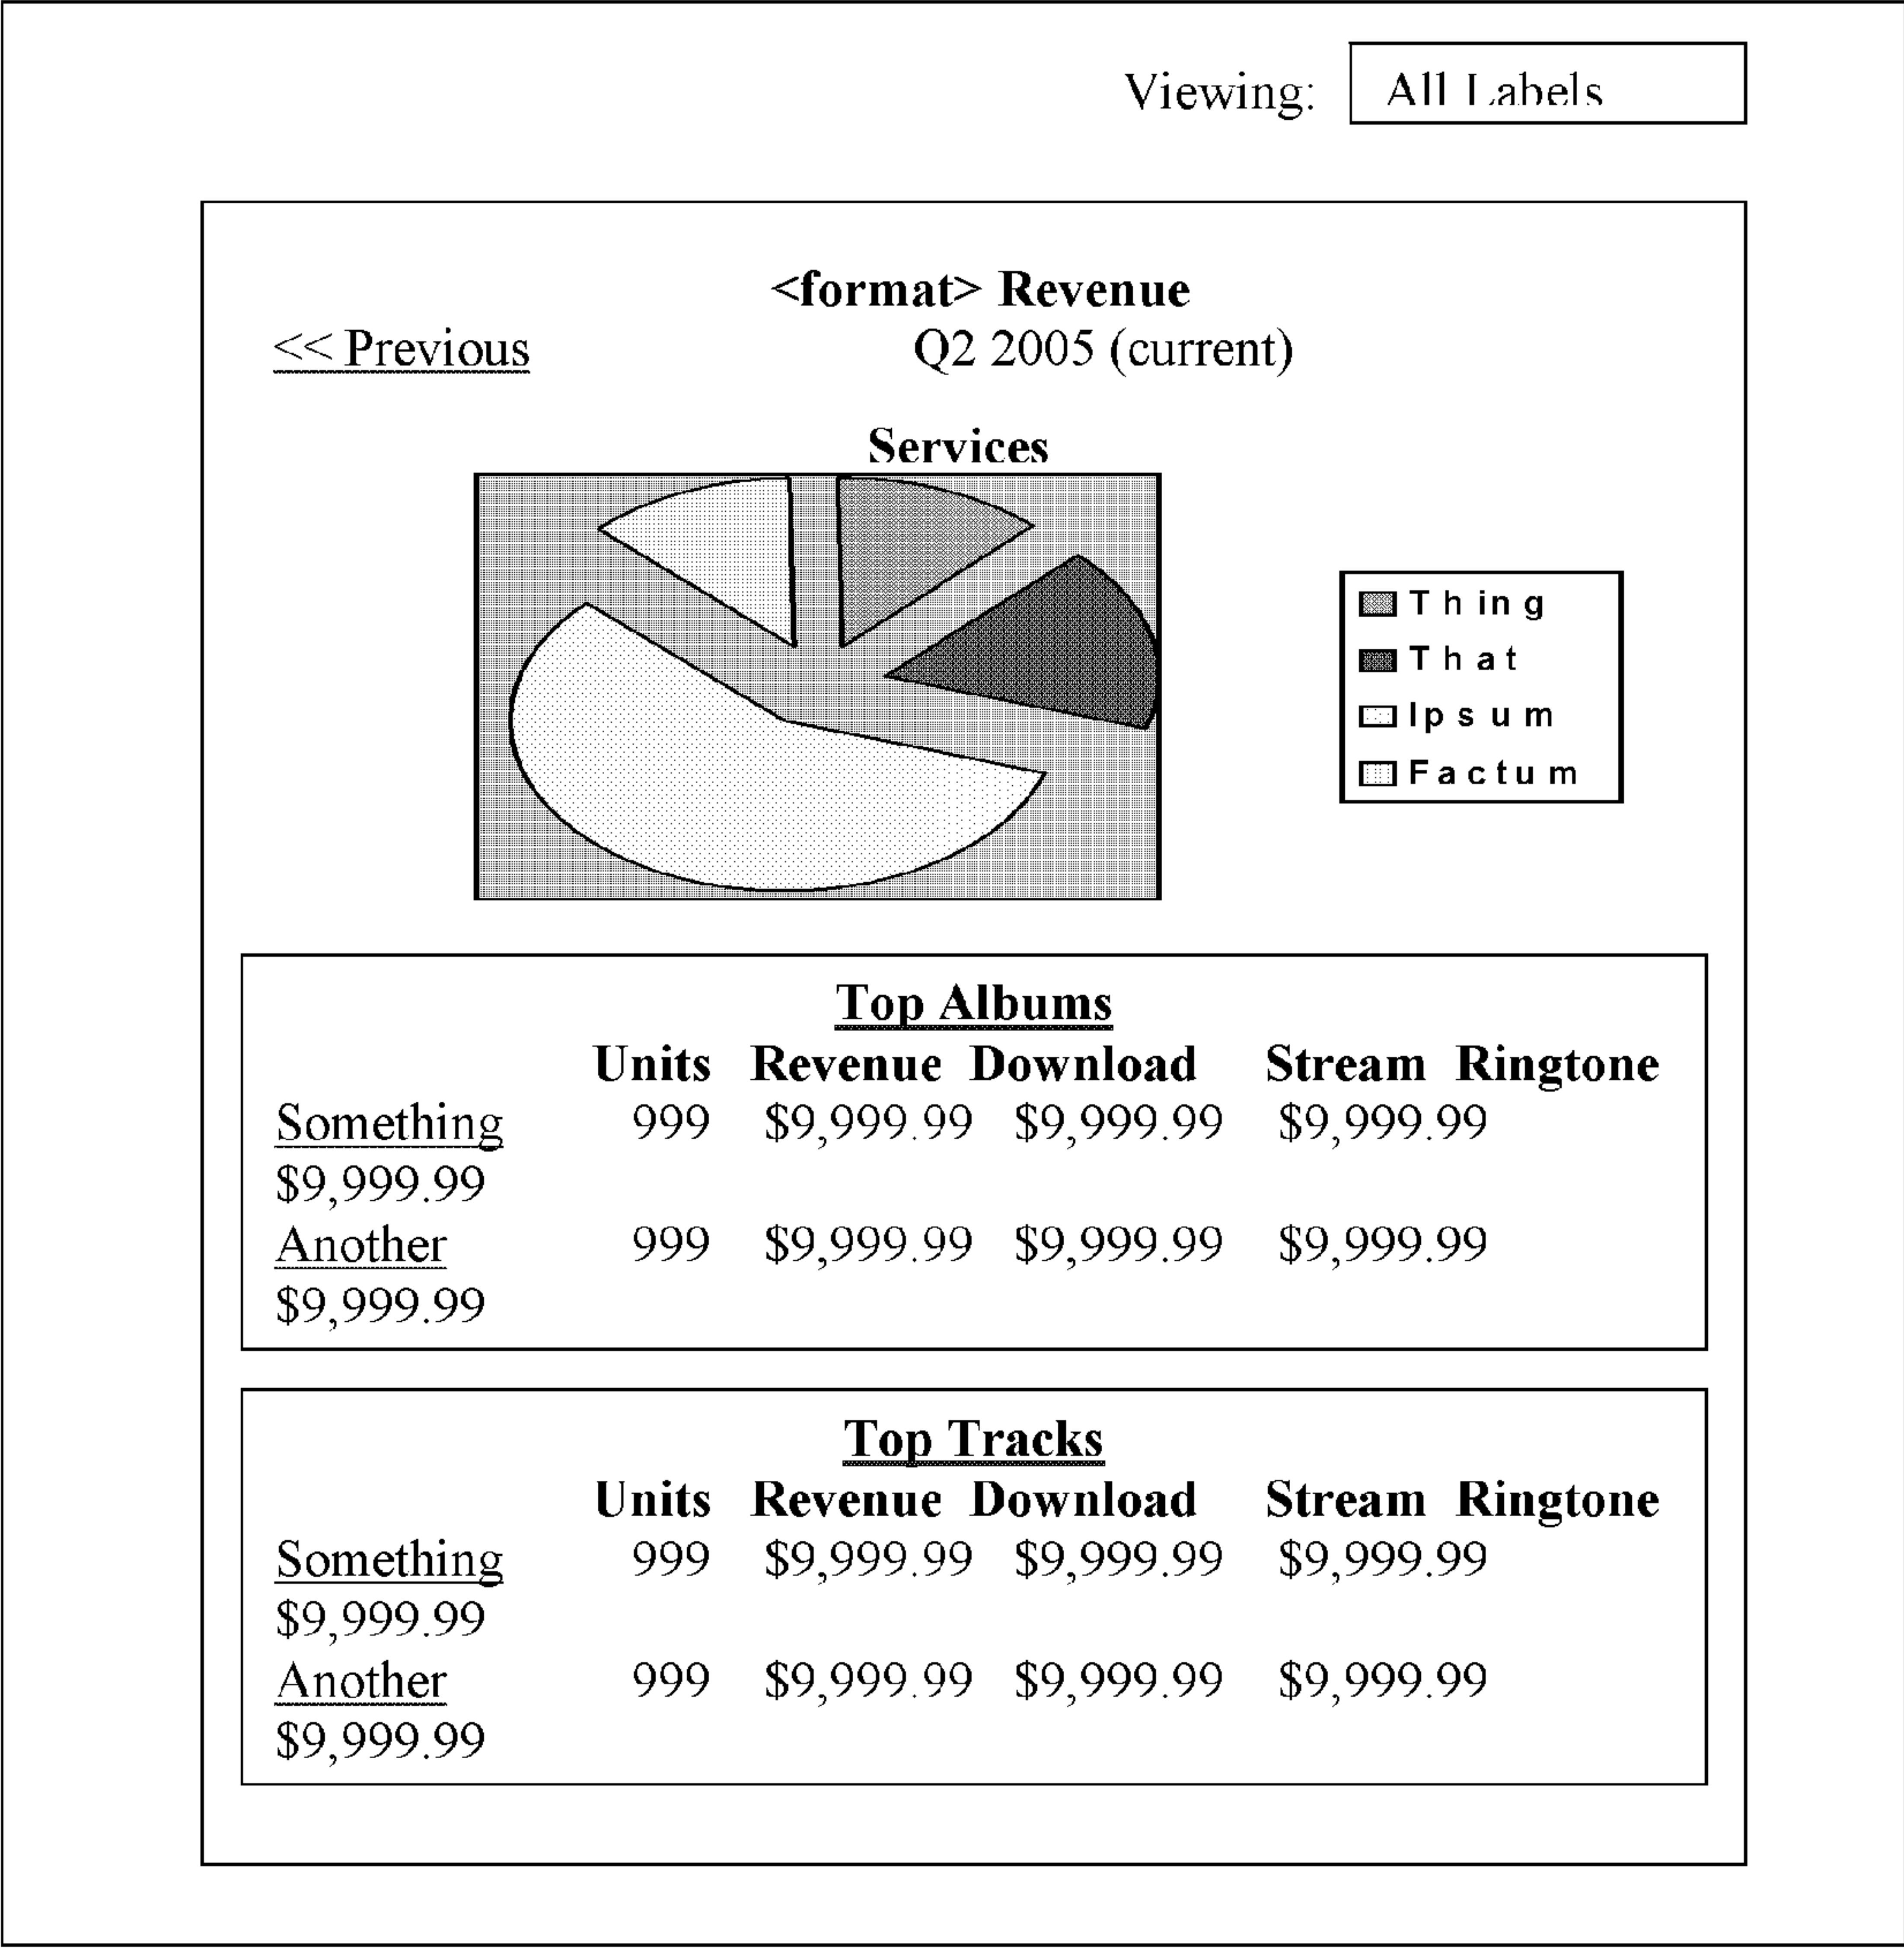 Viewing: All Labels
<format> Revenue
<< Previous Q2 2005 (current)
Services
Thing
That
Ipsum
Factum
Top Albums
Units Revenue Download Stream Ringtone
Something 999 $9,999.99 $9,999.99 $9,999.99
$9,999.99
Another 999 $9,999.99 $9,999.99 $9,999.99
$9,999.99
Top Tracks
Units Revenue Download Stream Ringtone
Something 999 $9,999.99 $9,999.99 $9,999.99
$9,999.99
Another 999 $9,999.99 $9,999.99 $9,999.99
$9,999.99